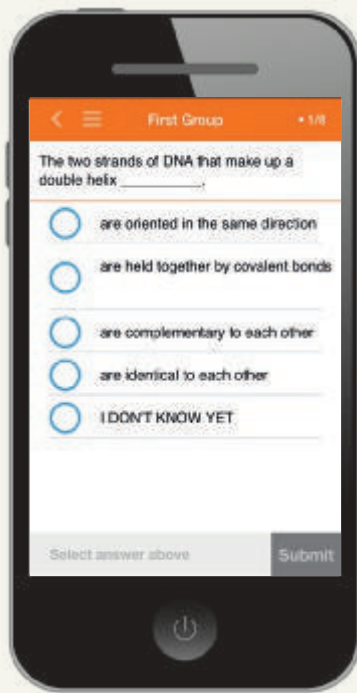 First Group • 1/8
The two strands of DNA that make up a
double helix __________.
are oriented in the same direction
are held together by covalent bonds
are complementary to each other
are identical to each other
I DON'T KNOW YET
Select answer above Submit